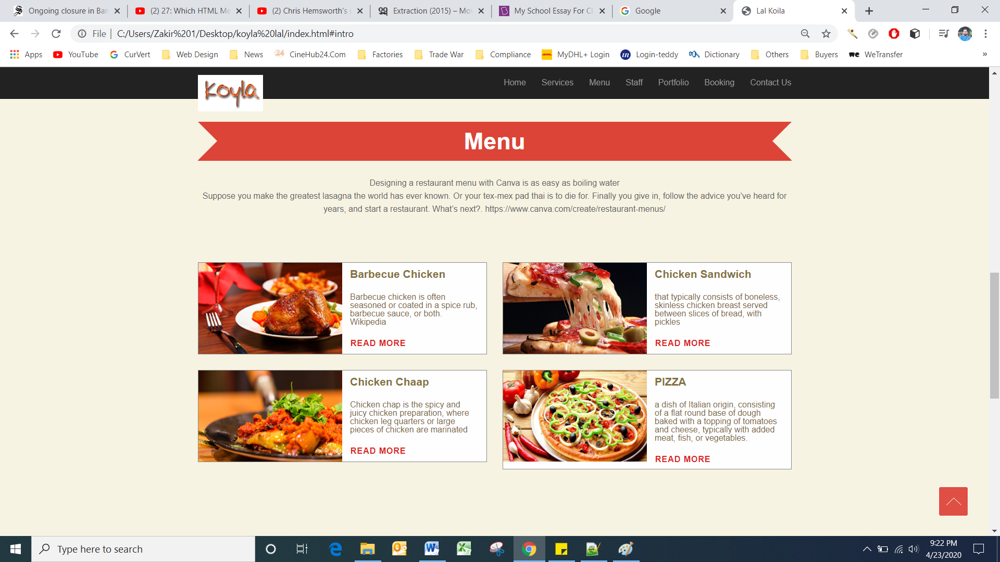 Ongoing closure in Ban
(2) 27: Which HTML Me
(2) Chris Hemsworth's
Extraction (2015) – Mov
My School Essay For Cl
Google
Lal Koila
File
C:/Users/Zakir%201/Desktop/koyla%20lal/index.html#intro
Apps
YouTube
CurVert
Web Design
News
CineHub24.Com
Factories
Trade War
Compliance
MyDHL+ Login
Login-teddy
Dictionary
Others
Buyers
WeTransfer
»
Koyla
Home
Services
Menu
Staff
Portfolio
Booking
Contact Us
Menu
Designing a restaurant menu with Canva is as easy as boiling water
Suppose you make the greatest lasagna the world has ever known. Or your tex-mex pad thai is to die for. Finally you give in, follow the advice you’ve heard for
years, and start a restaurant. What’s next?. https://www.canva.com/create/restaurant-menus/
Barbecue Chicken
Barbecue chicken is often
seasoned or coated in a spice rub,
barbecue sauce, or both.
Wikipedia
READ MORE
Chicken Sandwich
that typically consists of boneless,
skinless chicken breast served
between slices of bread, with
pickles
READ MORE
Chicken Chaap
Chicken chap is the spicy and
juicy chicken preparation, where
chicken leg quarters or large
pieces of chicken are marinated
READ MORE
PIZZA
a dish of Italian origin, consisting
of a flat round base of dough
baked with a topping of tomatoes
and cheese, typically with added
meat, fish, or vegetables.
READ MORE
Type here to search
9:22 PM
4/23/2020